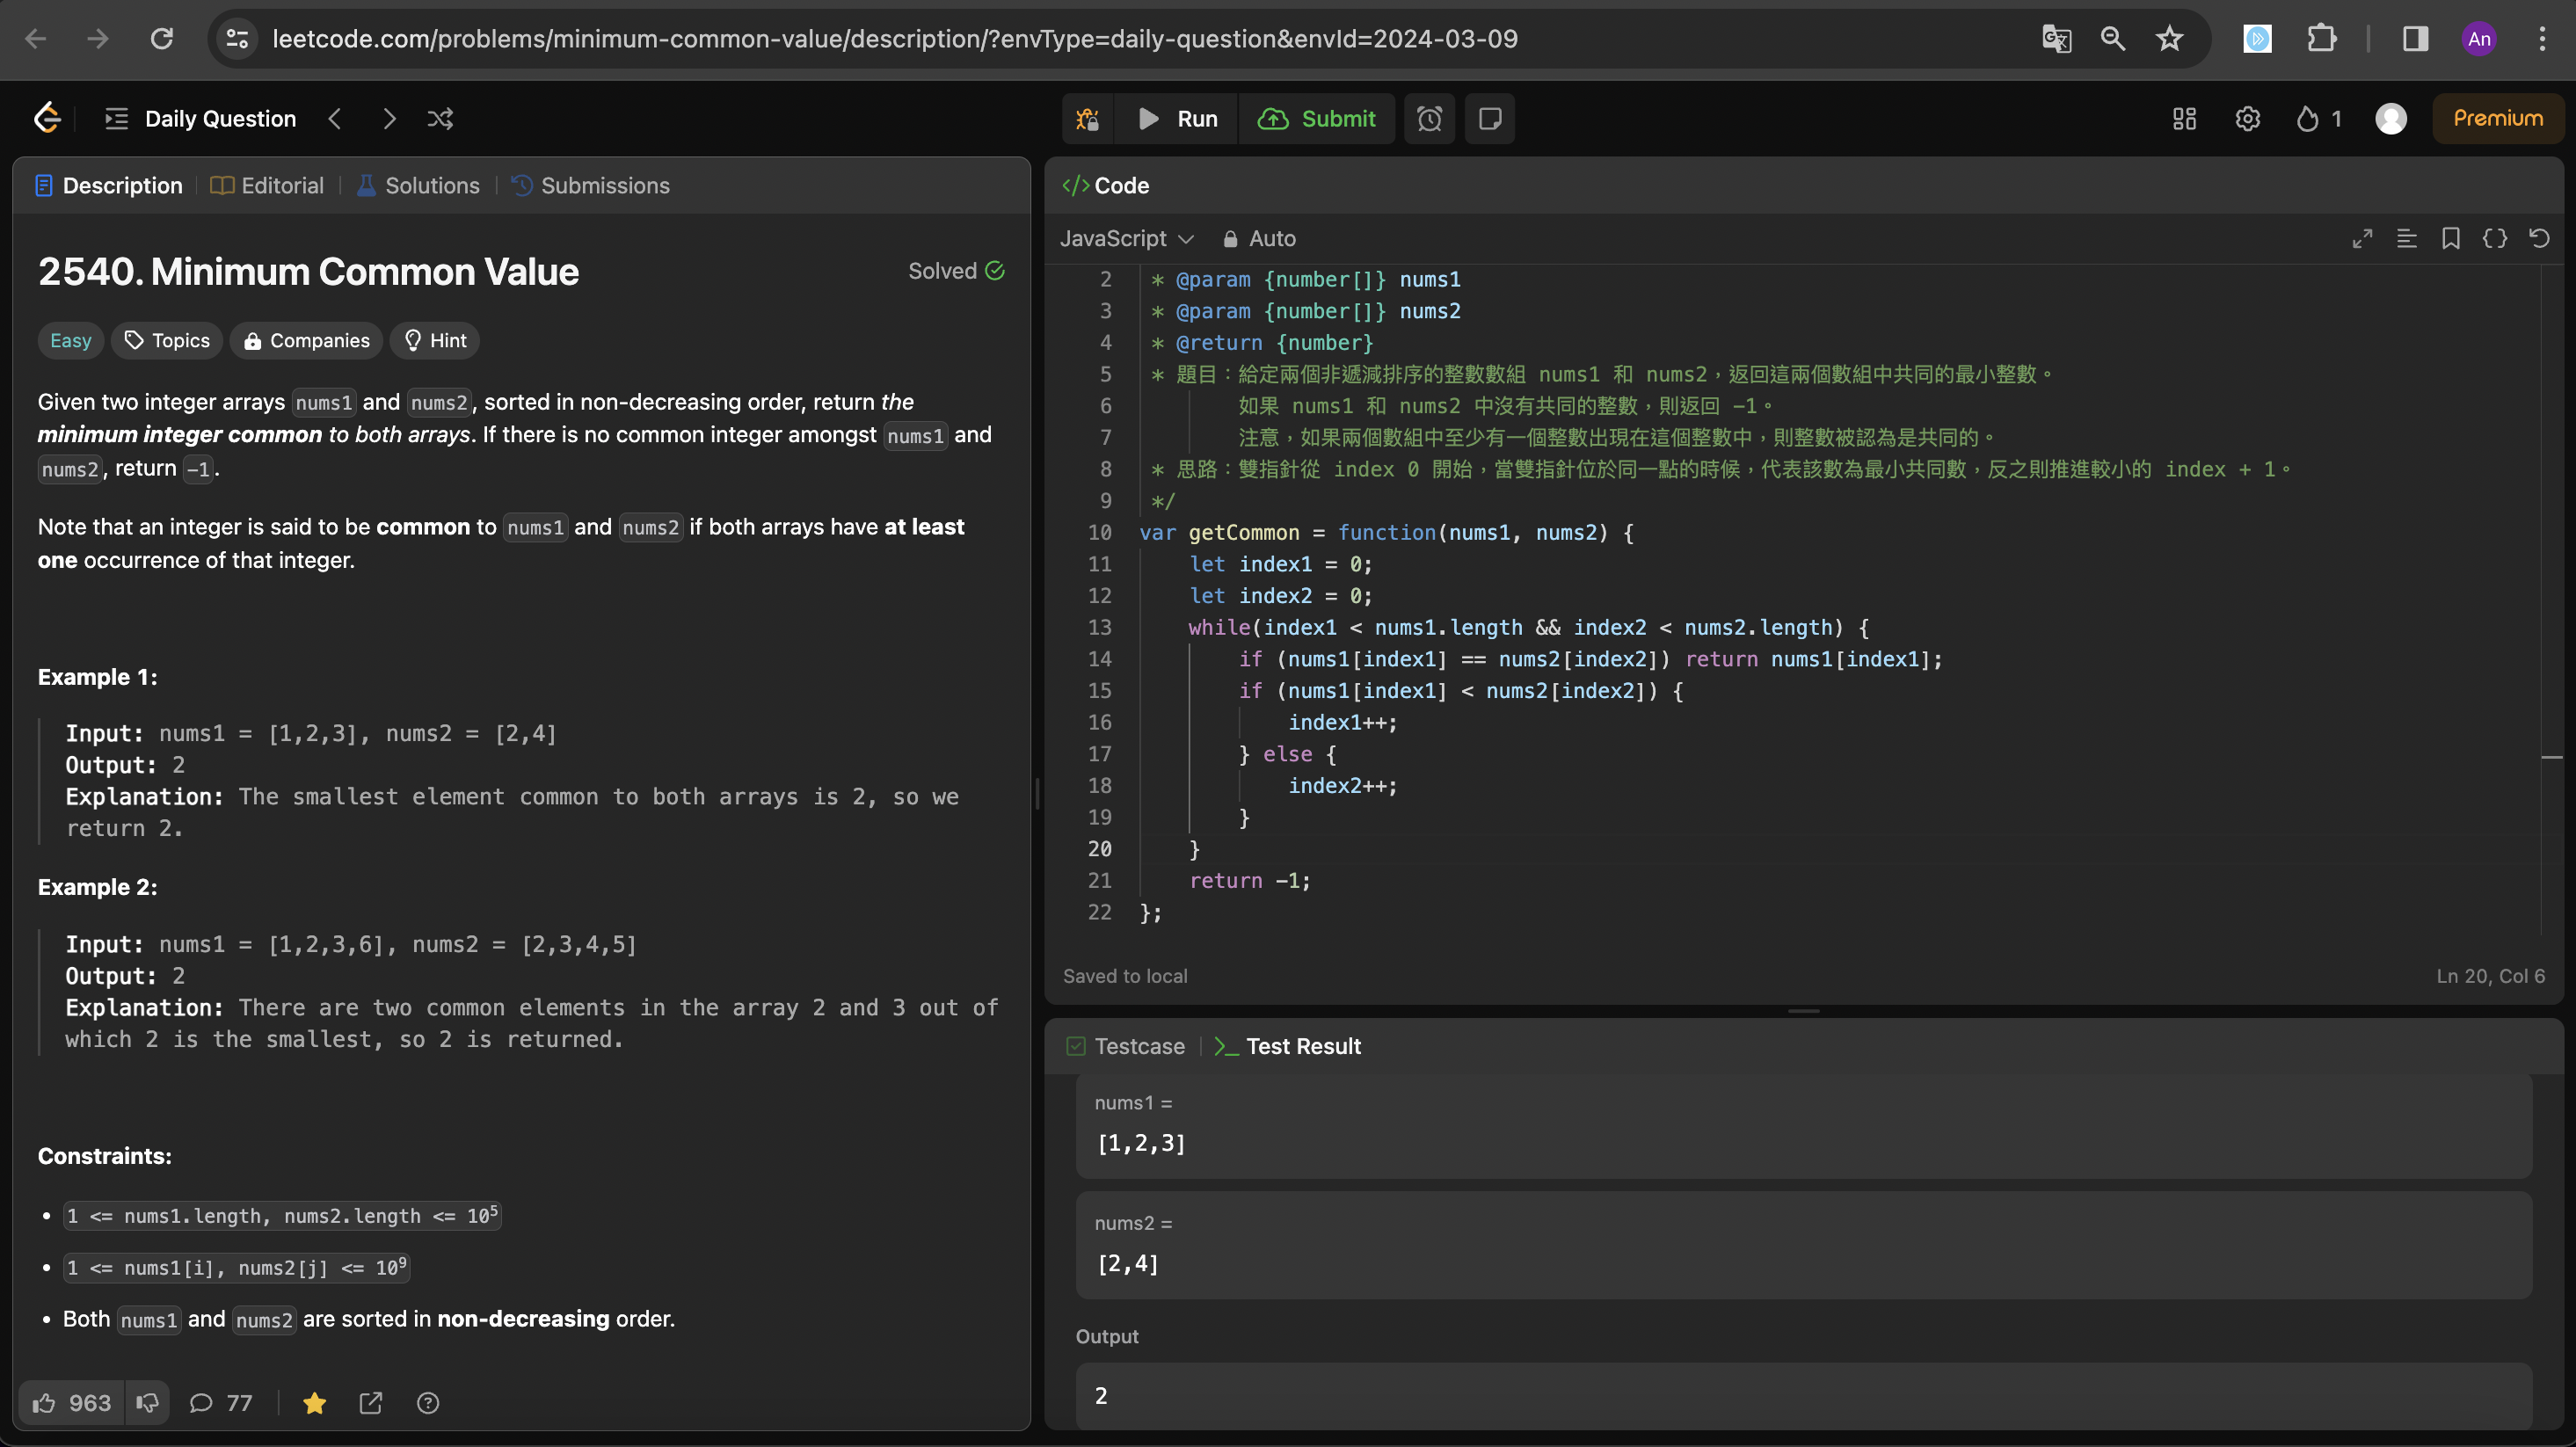 leetcode.com/problems/minimum-common-value/description/?envType=daily-question&envId=2024-03-09
An
Daily Question
Run
Submit
1
Premium
Description
Editorial
Solutions
Submissions
2540. Minimum Common Value
Solved
Easy
Topics
Companies
Hint
Given two integer arrays nums1 and nums2, sorted in non-decreasing order, return the
minimum integer common to both arrays. If there is no common integer amongst nums1 and
nums2, return -1.
Note that an integer is said to be common to nums1 and nums2 if both arrays have at least
one occurrence of that integer.
Example 1:
Input: nums1 = [1,2,3], nums2 = [2,4]
Output: 2
Explanation: The smallest element common to both arrays is 2, so we
return 2.
Example 2:
Input: nums1 = [1,2,3,6], nums2 = [2,3,4,5]
Output: 2
Explanation: There are two common elements in the array 2 and 3 out of
which 2 is the smallest, so 2 is returned.
Constraints:
• 1 <= nums1.length, nums2.length <= 10⁵
• 1 <= nums1[i], nums2[j] <= 10⁹
• Both nums1 and nums2 are sorted in non-decreasing order.
963
77
</> Code
JavaScript
Auto
2 * @param {number[]} nums1
3 * @param {number[]} nums2
4 * @return {number}
5 * 題目：給定兩個非遞減排序的整數數組 nums1 和 nums2，返回這兩個數組中共同的最小整數。
6 如果 nums1 和 nums2 中沒有共同的整數，則返回 -1。
7 注意，如果兩個數組中至少有一個整數出現在這個整數中，則整數被認為是共同的。
8 * 思路：雙指針從 index 0 開始，當雙指針位於同一點的時候，代表該數為最小共同數，反之則推進較小的 index + 1。
9 */
10 var getCommon = function(nums1, nums2) {
11 let index1 = 0;
12 let index2 = 0;
13 while(index1 < nums1.length && index2 < nums2.length) {
14 if (nums1[index1] == nums2[index2]) return nums1[index1];
15 if (nums1[index1] < nums2[index2]) {
16 index1++;
17 } else {
18 index2++;
19 }
20 }
21 return -1;
22 };
Saved to local
Ln 20, Col 6
Testcase
Test Result
nums1 =
[1,2,3]
nums2 =
[2,4]
Output
2